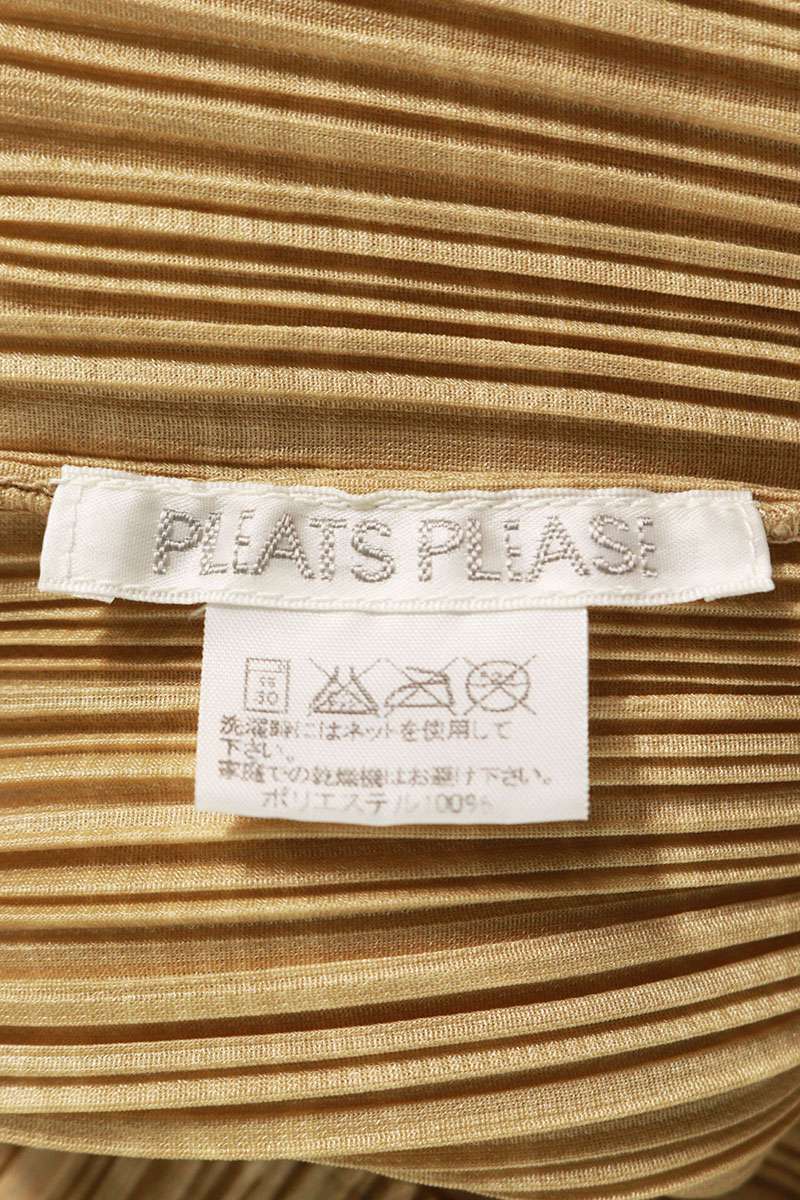 PLEATS PLEASE
30
洗濯時にはネットを使用して
下さい。
家庭での乾燥機はお避け下さい。
ポリエステル100%